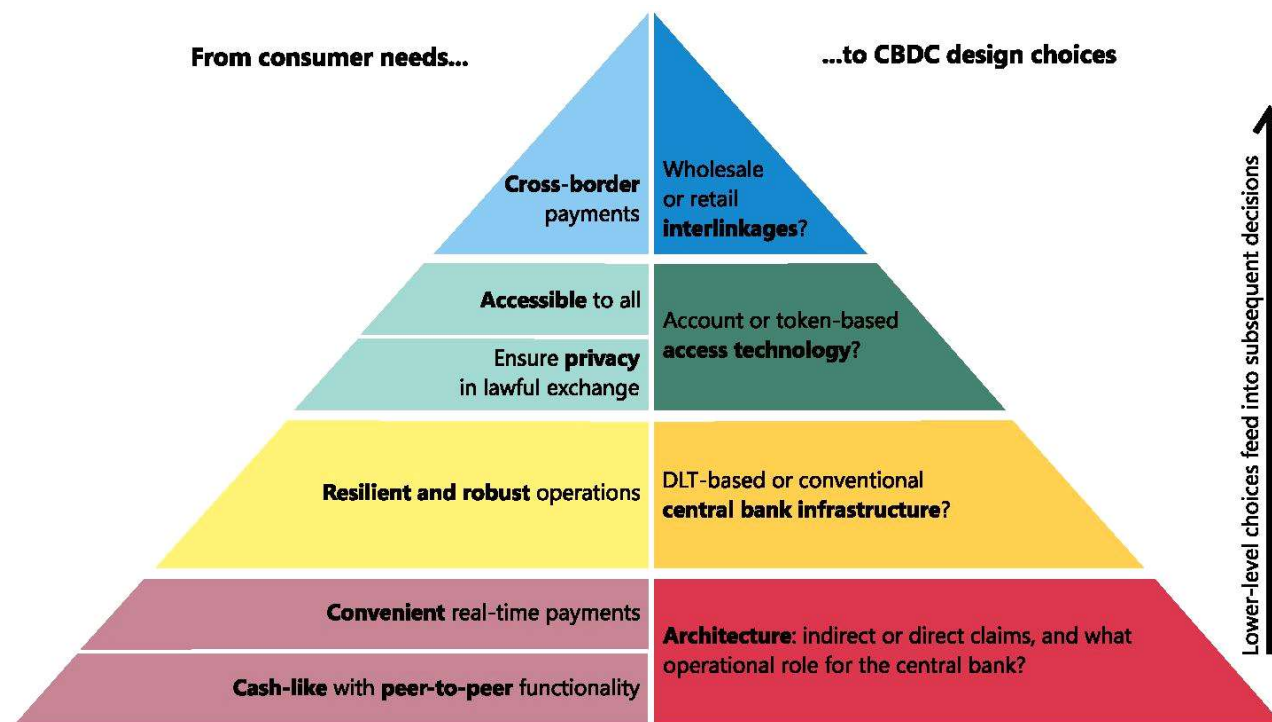 From consumer needs...
...to CBDC design choices
Cross-border
payments
Wholesale
or retail
interlinkages?
Accessible to all
Ensure privacy
in lawful exchange
Account or token-based
access technology?
Resilient and robust operations
DLT-based or conventional
central bank infrastructure?
Convenient real-time payments
Cash-like with peer-to-peer functionality
Architecture: indirect or direct claims, and what
operational role for the central bank?
Lower-level choices feed into subsequent decisions